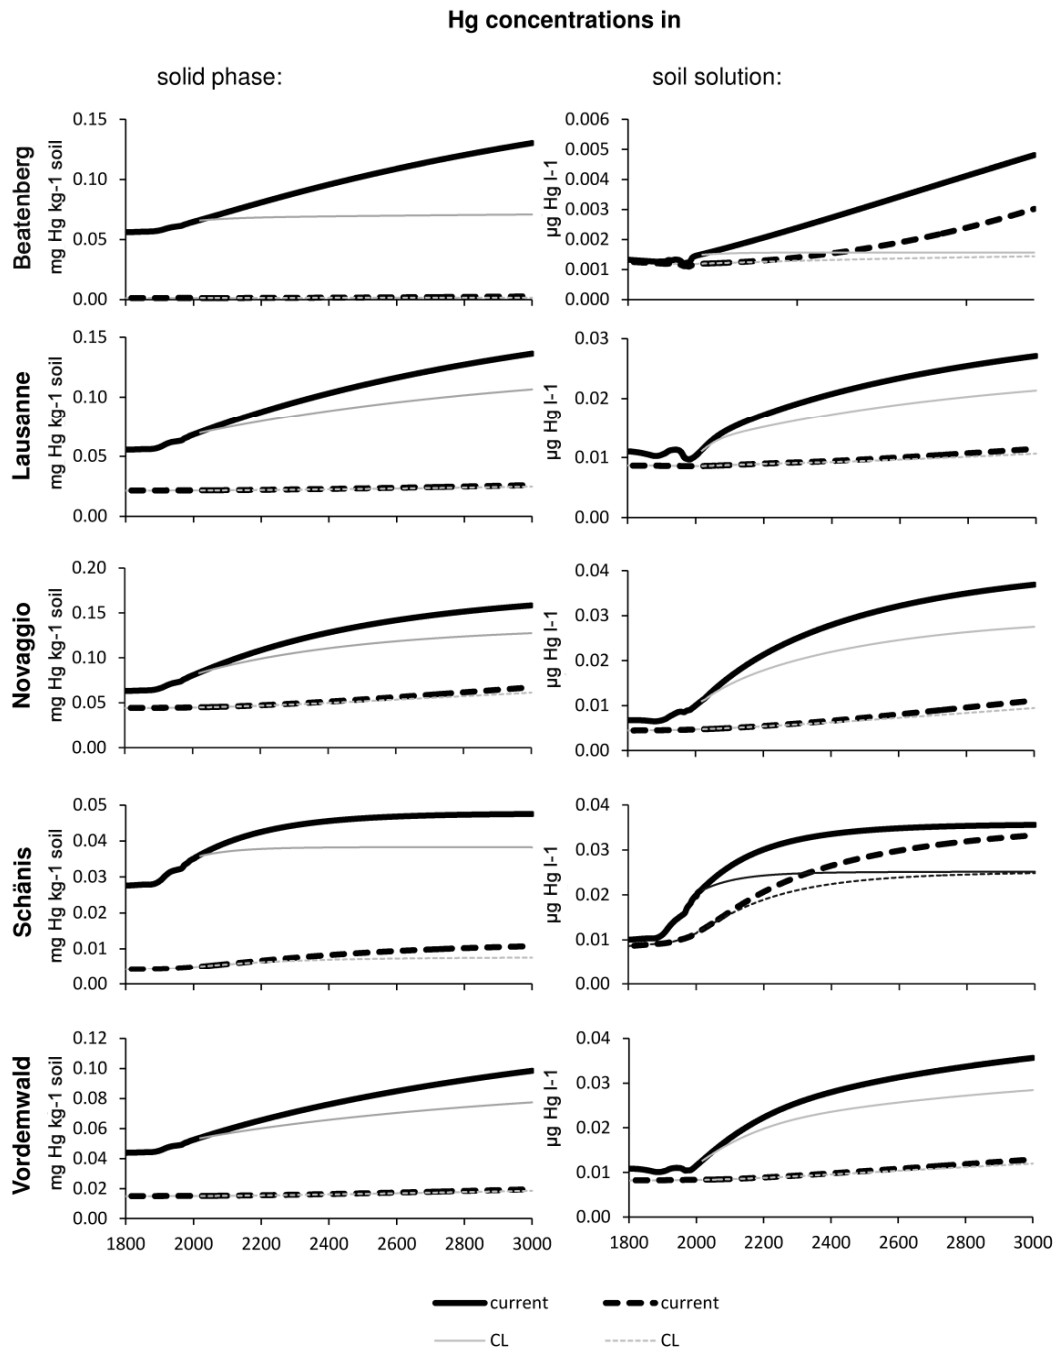 Hg concentrations in
solid phase:
soil solution:
Beatenberg
mg Hg kg-1 soil
0.15
0.10
0.05
0.00
µg Hg l-1
0.006
0.005
0.004
0.003
0.002
0.001
0.000
Lausanne
mg Hg kg-1 soil
0.15
0.10
0.05
0.00
µg Hg l-1
0.03
0.02
0.01
0.00
Novaggio
mg Hg kg-1 soil
0.20
0.15
0.10
0.05
0.00
µg Hg l-1
0.04
0.03
0.02
0.01
0.00
Schänis
mg Hg kg-1 soil
0.05
0.04
0.03
0.02
0.01
0.00
µg Hg l-1
0.04
0.03
0.02
0.01
0.00
Vordemwald
mg Hg kg-1 soil
0.12
0.10
0.08
0.06
0.04
0.02
0.00
1800 2000 2200 2400 2600 2800 3000
µg Hg l-1
0.04
0.03
0.02
0.01
0.00
1800 2000 2200 2400 2600 2800 3000
current current
CL CL